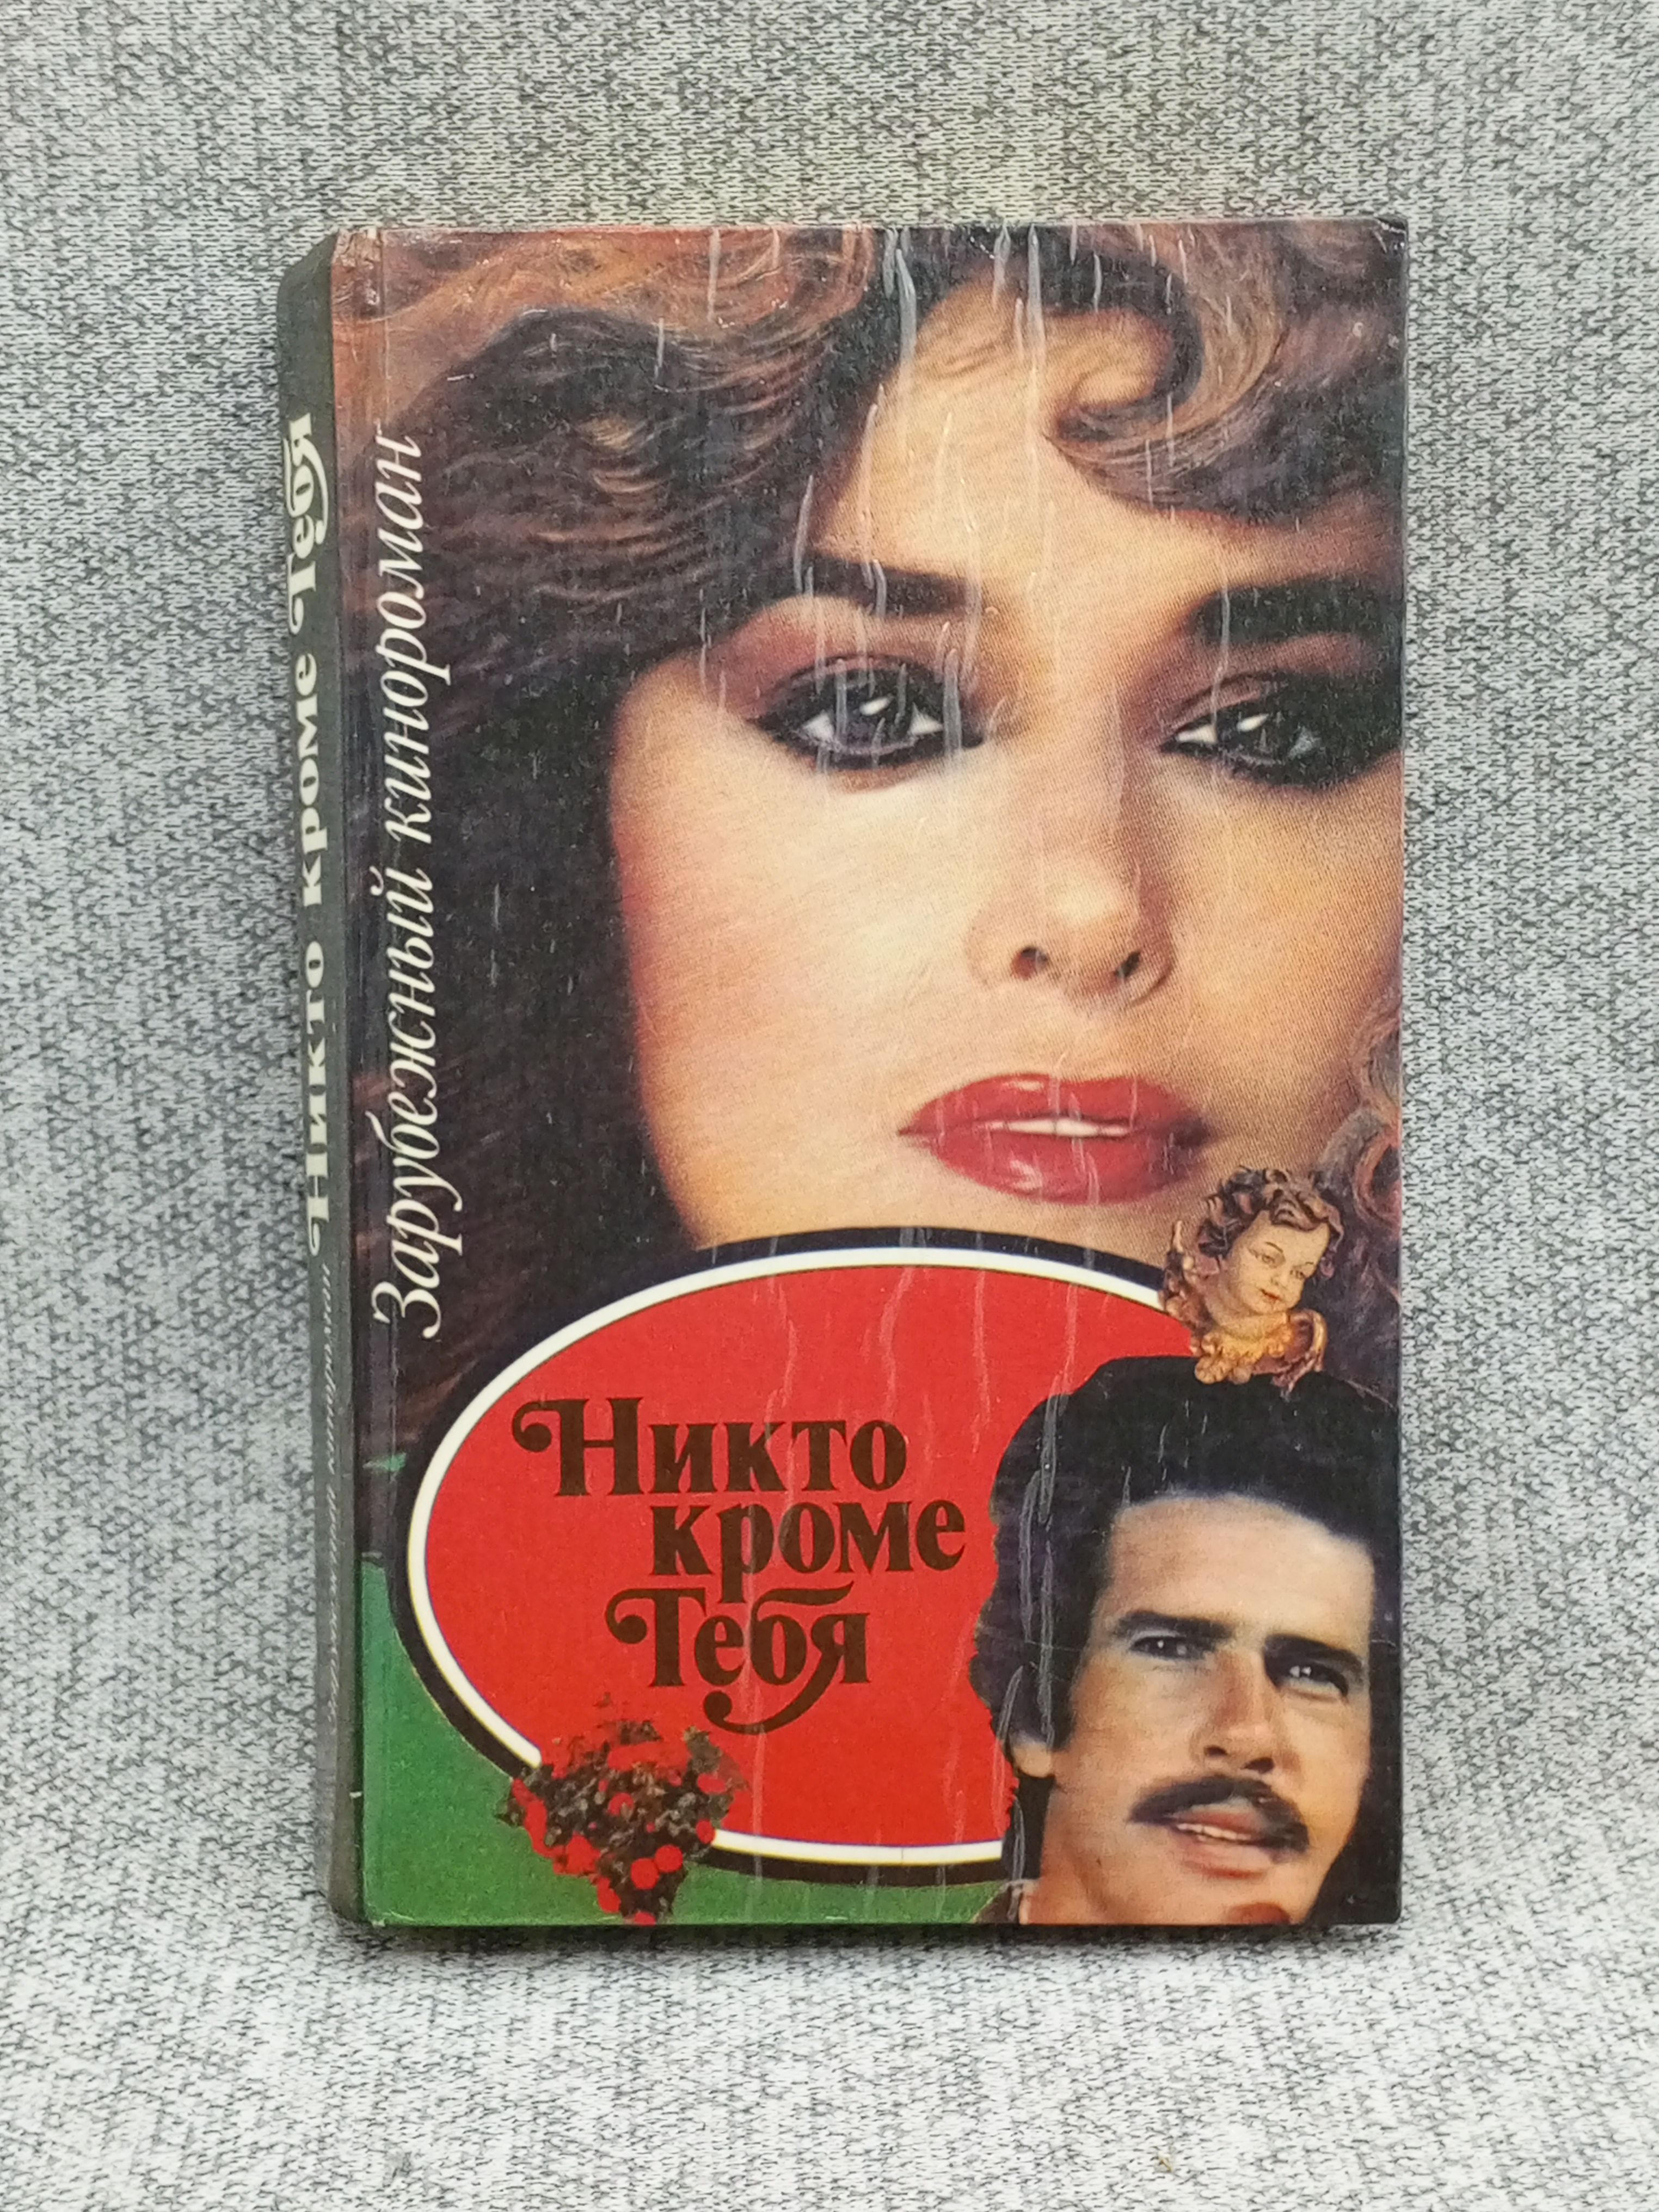 Никто кроме Тебя
Зарубежный кинороман
Никто
кроме
Тебя